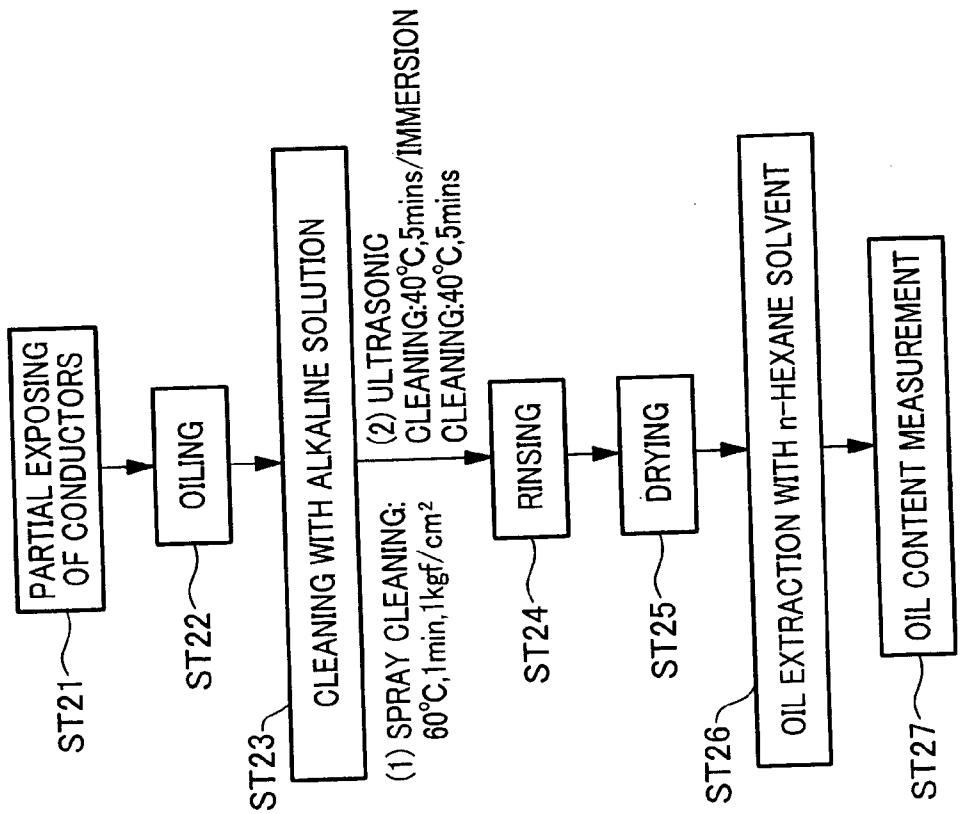 ST21
PARTIAL EXPOSING
OF CONDUCTORS
ST22
OILING
ST23
CLEANING WITH ALKALINE SOLUTION
(1) SPRAY CLEANING:
60°C,1min,1kgf/cm²
(2) ULTRASONIC
CLEANING:40°C,5mins/IMMERSION
CLEANING:40°C,5mins
ST24
RINSING
ST25
DRYING
ST26
OIL EXTRACTION WITH n-HEXANE SOLVENT
ST27
OIL CONTENT MEASUREMENT